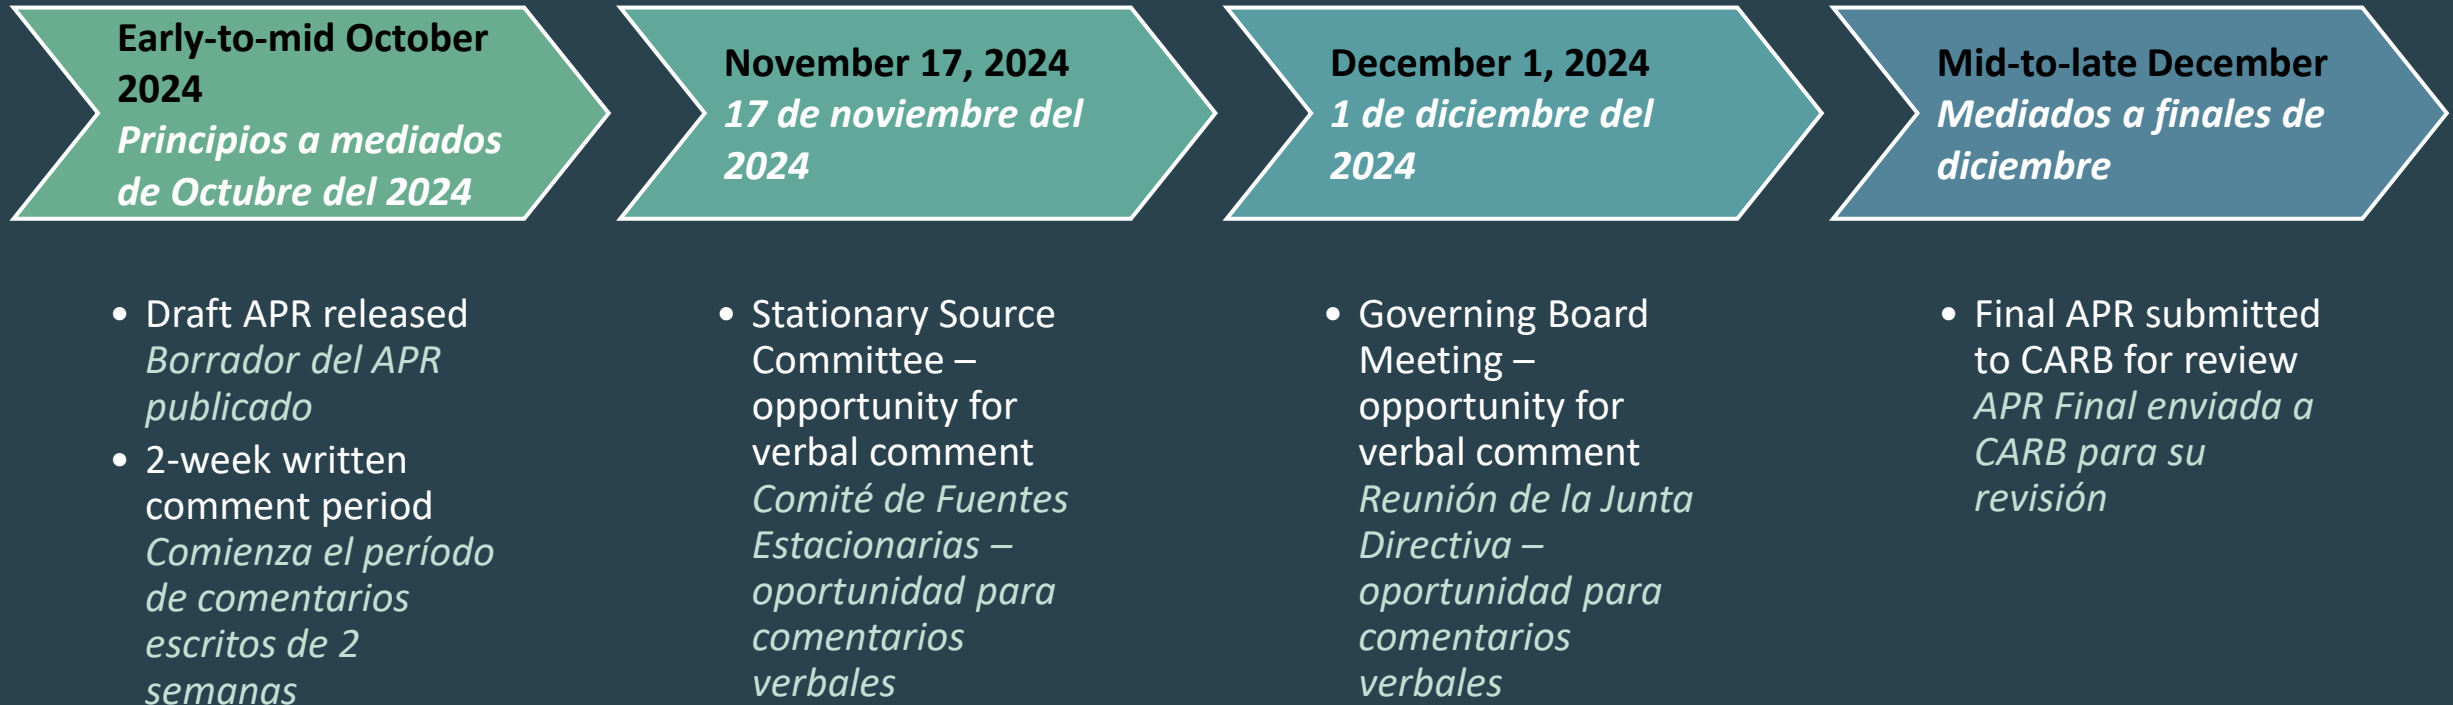 Early-to-mid October
2024
Principios a mediados
de Octubre del 2024
• Draft APR released
Borrador del APR
publicado
• 2-week written
comment period
Comienza el período
de comentarios
escritos de 2
semanas
November 17, 2024
17 de noviembre del
2024
• Stationary Source
Committee –
opportunity for
verbal comment
Comité de Fuentes
Estacionarias –
oportunidad para
comentarios
verbales
December 1, 2024
1 de diciembre del
2024
• Governing Board
Meeting –
opportunity for
verbal comment
Reunión de la Junta
Directiva –
oportunidad para
comentarios
verbales
Mid-to-late December
Mediados a finales de
diciembre
• Final APR submitted
to CARB for review
APR Final enviada a
CARB para su
revisión